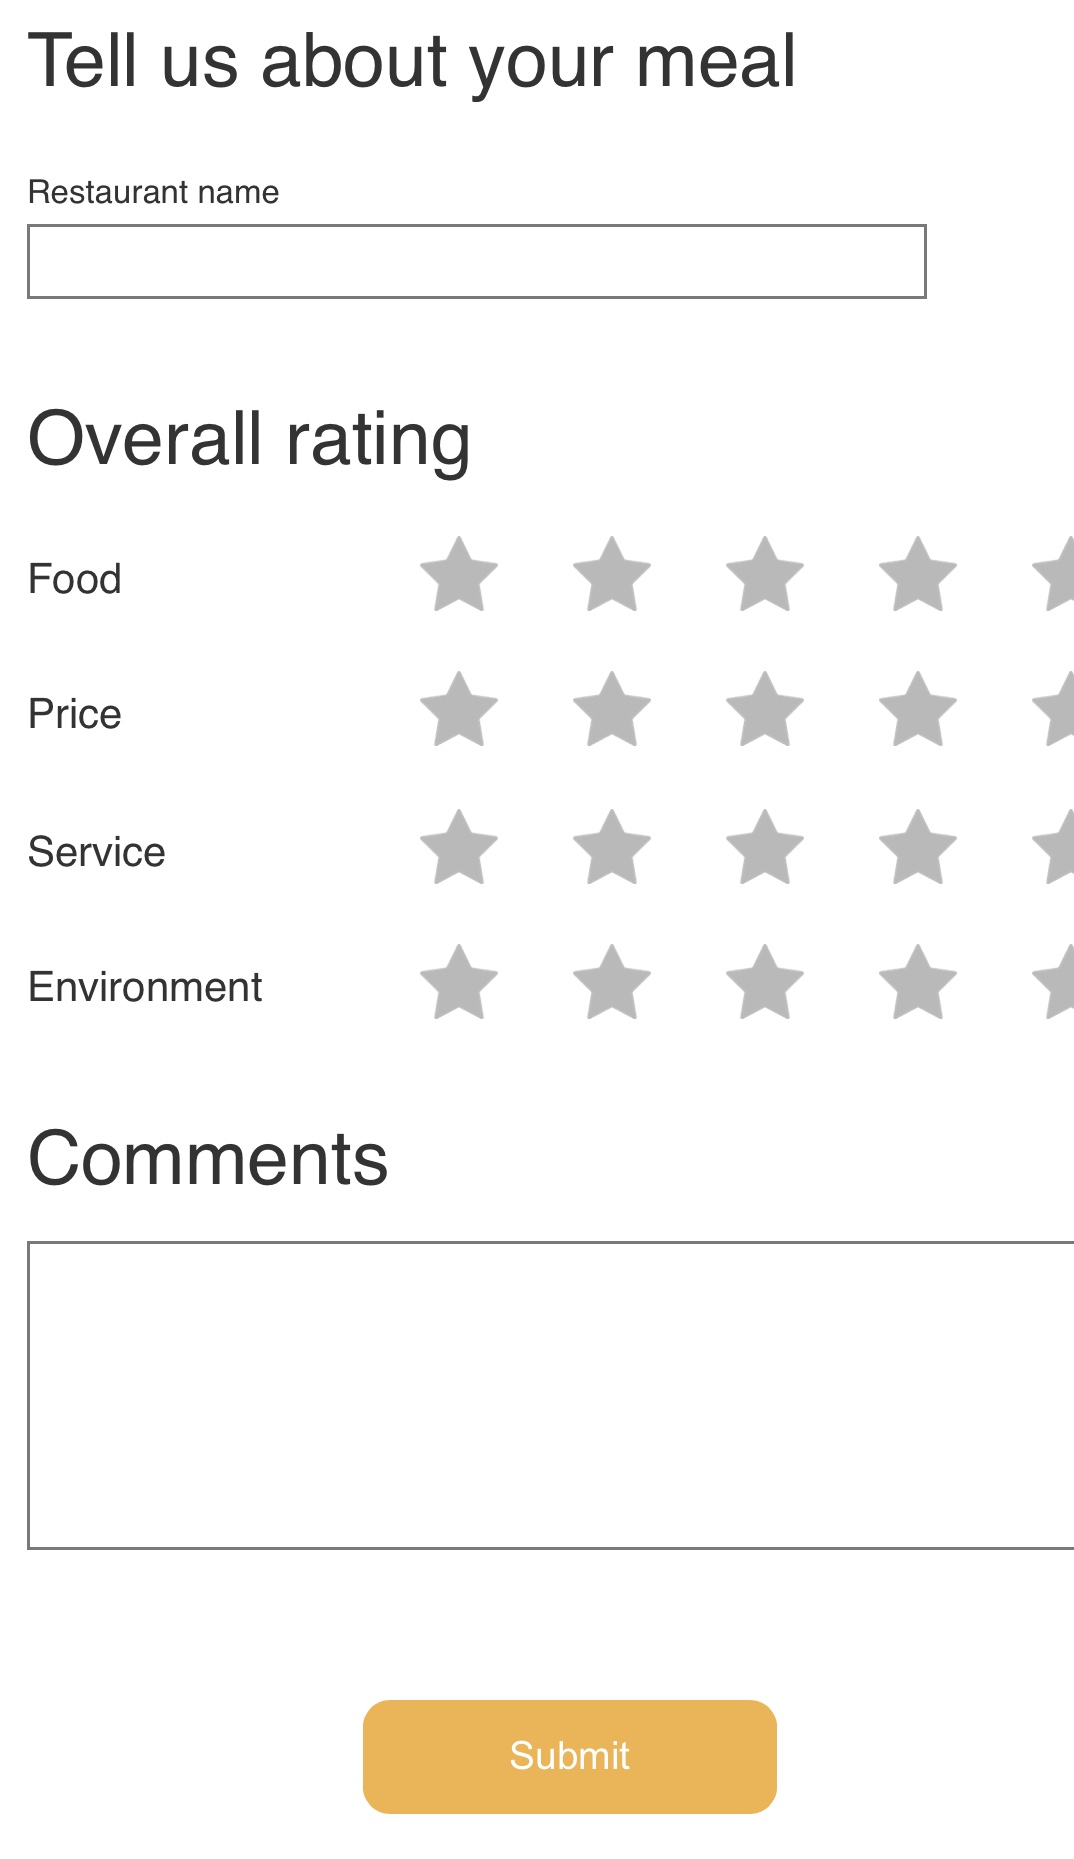 Tell us about your meal
Restaurant name
Overall rating
Food
Price
Service
Environment
Comments
Submit